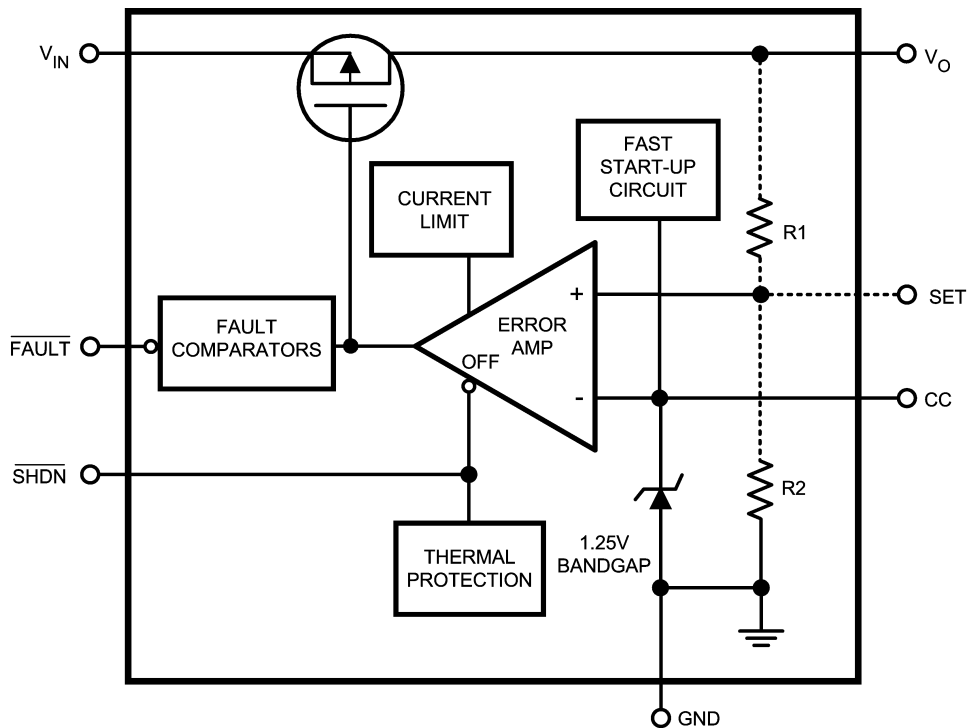 VIN
VO
FAST
START-UP
CIRCUIT
CURRENT
LIMIT
R1
+
SET
ERROR
AMP
FAULT
FAULT
COMPARATORS
OFF
-
CC
SHDN
R2
THERMAL
PROTECTION
1.25V
BANDGAP
GND